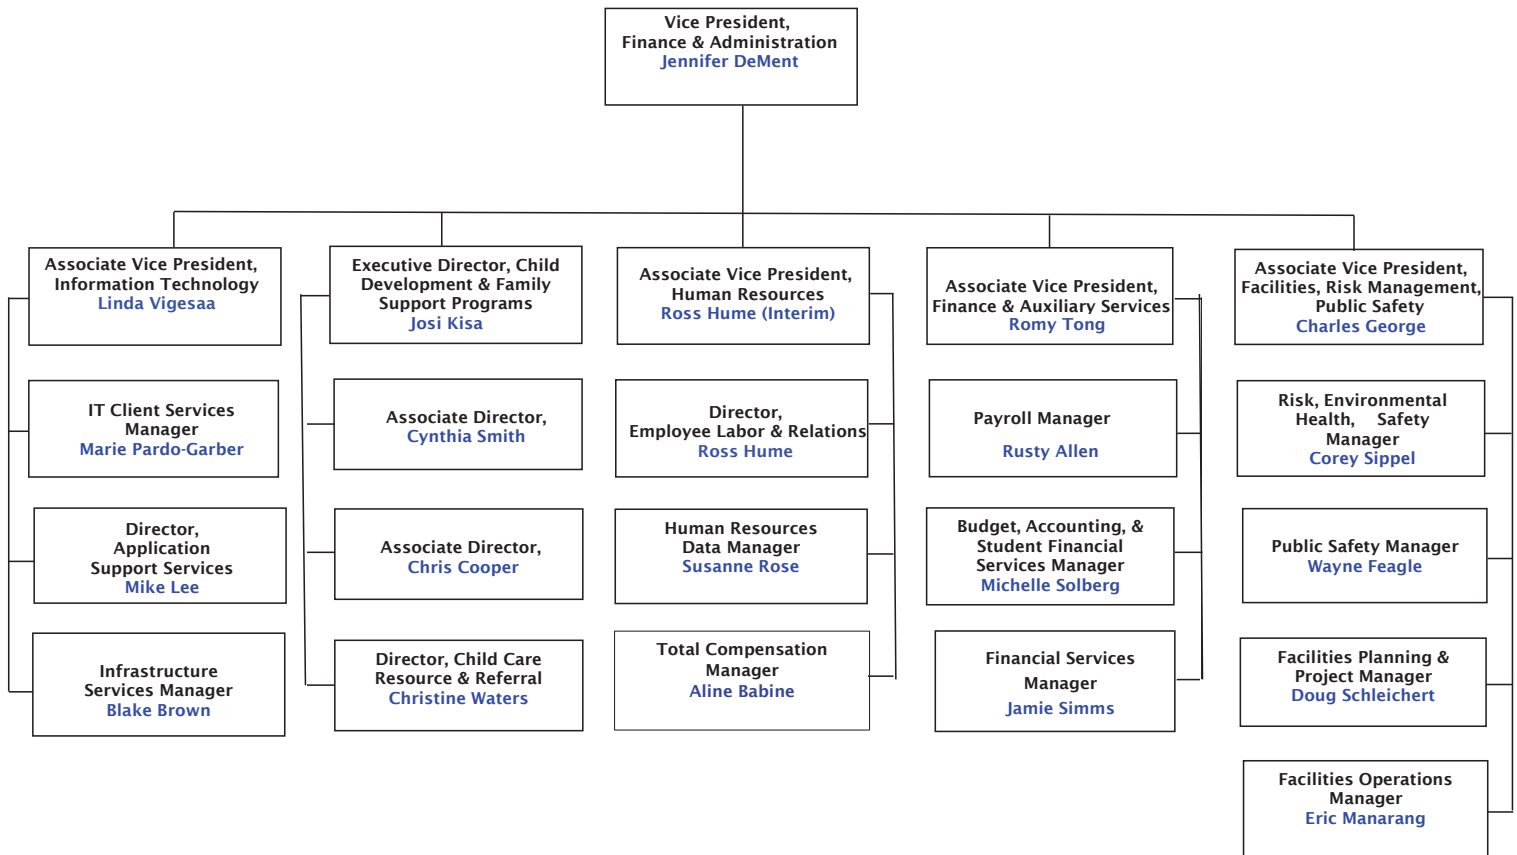 Vice President,
Finance & Administration
Jennifer DeMent
Associate Vice President,
Information Technology
Linda Vigesaa
Executive Director, Child
Development & Family
Support Programs
Josi Kisa
Associate Vice President,
Human Resources
Ross Hume (Interim)
Associate Vice President,
Finance & Auxiliary Services
Romy Tong
Associate Vice President,
Facilities, Risk Management,
Public Safety
Charles George
IT Client Services
Manager
Marie Pardo-Garber
Associate Director,
Cynthia Smith
Director,
Employee Labor & Relations
Ross Hume
Payroll Manager
Rusty Allen
Risk, Environmental
Health, Safety
Manager
Corey Sippel
Director,
Application
Support Services
Mike Lee
Associate Director,
Chris Cooper
Human Resources
Data Manager
Susanne Rose
Budget, Accounting, &
Student Financial
Services Manager
Michelle Solberg
Public Safety Manager
Wayne Feagle
Infrastructure
Services Manager
Blake Brown
Director, Child Care
Resource & Referral
Christine Waters
Total Compensation
Manager
Aline Babine
Financial Services
Manager
Jamie Simms
Facilities Planning &
Project Manager
Doug Schleichert
Facilities Operations
Manager
Eric Manarang